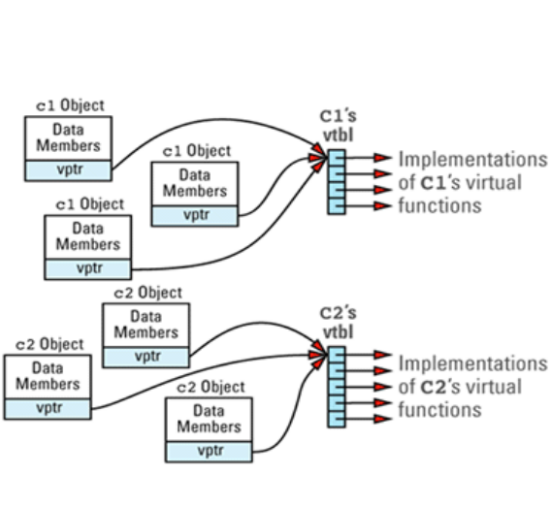 c1 Object
Data
Members
vptr
c1 Object
Data
Members
vptr
c1 Object
Data
Members
vptr
C1's
vtbl
Implementations
of C1's virtual
functions
c2 Object
Data
Members
vptr
c2 Object
Data
Members
vptr
c2 Object
Data
Members
vptr
C2's
vtbl
Implementations
of C2's virtual
functions